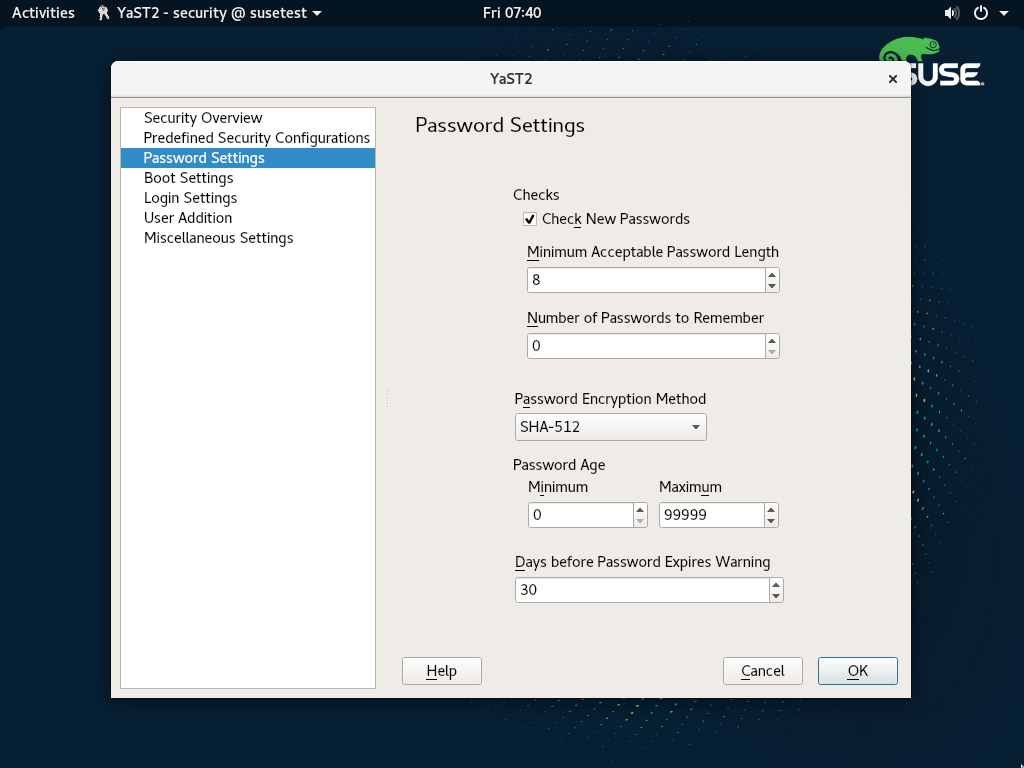 Activities YaST2 - security @ susetest Fri 07:40
SUSE
YaST2
Security Overview
Predefined Security Configurations
Password Settings
Boot Settings
Login Settings
User Addition
Miscellaneous Settings
Password Settings
Checks
Check New Passwords
Minimum Acceptable Password Length
8
Number of Passwords to Remember
0
Password Encryption Method
SHA-512
Password Age
Minimum Maximum
0 99999
Days before Password Expires Warning
30
Help Cancel OK